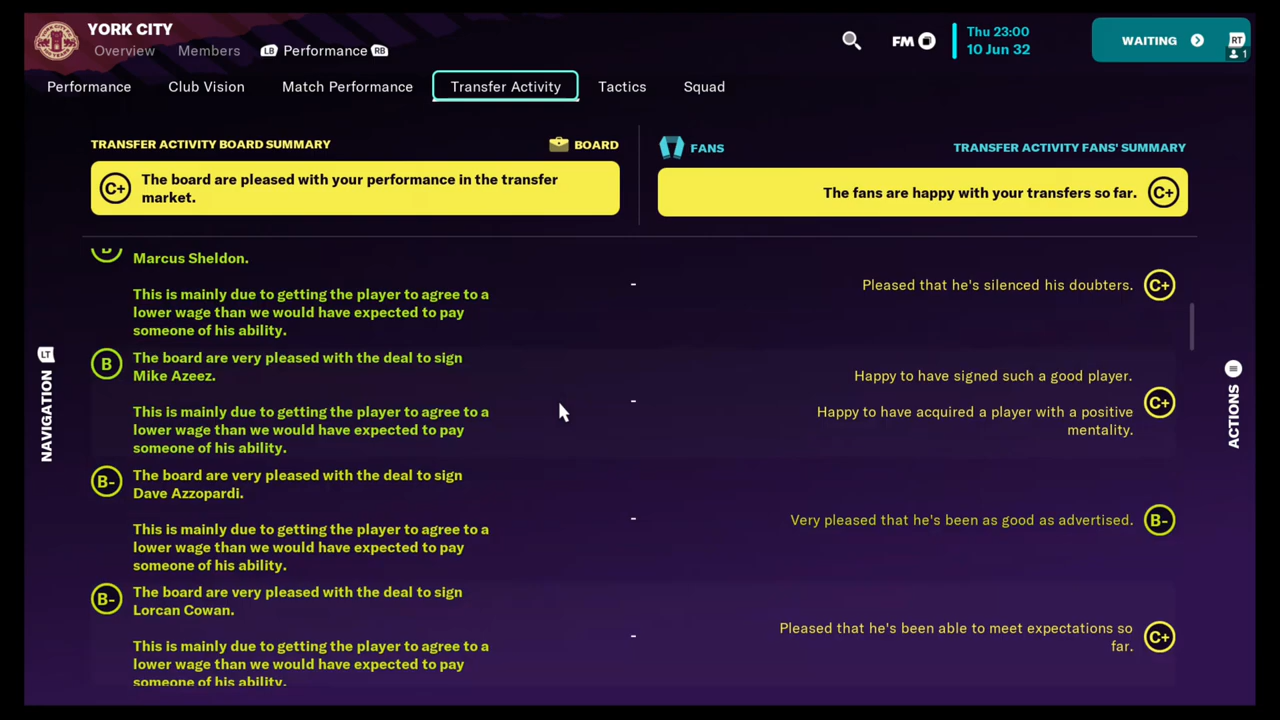 YORK CITY
Overview
Members
LB
Performance
RB
FM
Thu 23:00
10 Jun 32
WAITING
RT
1
Performance
Club Vision
Match Performance
Transfer Activity
Tactics
Squad
TRANSFER ACTIVITY BOARD SUMMARY
BOARD
FANS
TRANSFER ACTIVITY FANS' SUMMARY
C+
The board are pleased with your performance in the transfer
market.
The fans are happy with your transfers so far.
C+
Marcus Sheldon.
This is mainly due to getting the player to agree to a
lower wage than we would have expected to pay
someone of his ability.
-
Pleased that he's silenced his doubters.
C+
B
The board are very pleased with the deal to sign
Mike Azeez.
This is mainly due to getting the player to agree to a
lower wage than we would have expected to pay
someone of his ability.
-
Happy to have signed such a good player.
Happy to have acquired a player with a positive
mentality.
C+
B-
The board are very pleased with the deal to sign
Dave Azzopardi.
This is mainly due to getting the player to agree to a
lower wage than we would have expected to pay
someone of his ability.
-
Very pleased that he's been as good as advertised.
B-
B-
The board are very pleased with the deal to sign
Lorcan Cowan.
This is mainly due to getting the player to agree to a
lower wage than we would have expected to pay
someone of his ability.
-
Pleased that he's been able to meet expectations so
far.
C+
LT
NAVIGATION
ACTIONS